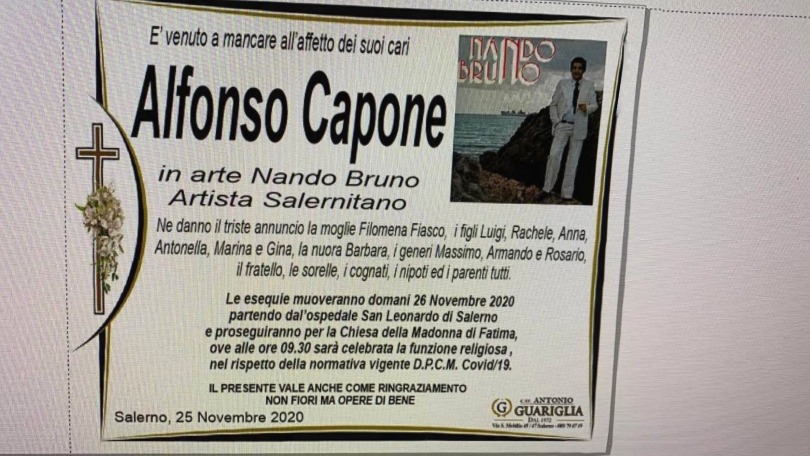 E' venuto a mancare all'affetto dei suoi cari
NANDO
BRUNO
Alfonso Capone
in arte Nando Bruno
Artista Salernitano
Ne danno il triste annuncio la moglie Filomena Fiasco, i figli Luigi, Rachele, Anna,
Antonella, Marina e Gina, la nuora Barbara, i generi Massimo, Armando e Rosario,
il fratello, le sorelle, i cognati, i nipoti ed i parenti tutti.
Le esequie muoveranno domani 26 Novembre 2020
partendo dal'ospedale San Leonardo di Salerno
e proseguiranno per la Chiesa della Madonna di Fatima,
ove alle ore 09.30 sarà celebrata la funzione religiosa ,
nel rispetto della normativa vigente D.P.C.M. Covid/19.
IL PRESENTE VALE ANCHE COME RINGRAZIAMENTO
NON FIORI MA OPERE DI BENE
Salerno, 25 Novembre 2020
G
ANTONIO
GUARIGLIA
DAL 1972